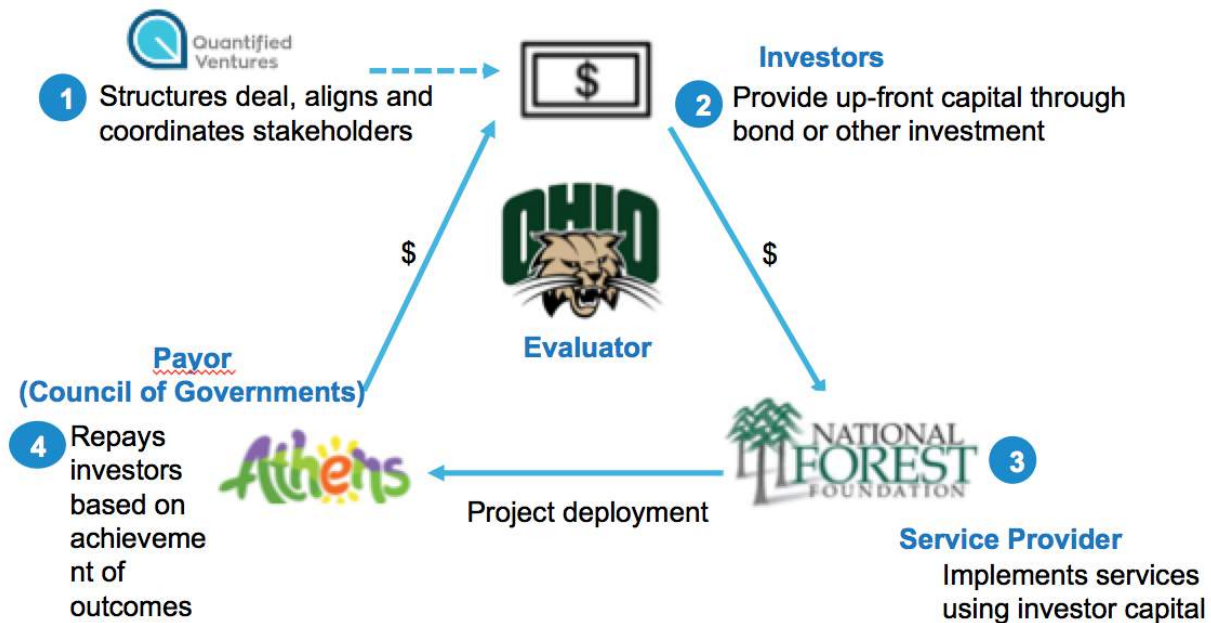 Quantified
Ventures
1
Structures deal, aligns and
coordinates stakeholders
$
Investors
2
Provide up-front capital through
bond or other investment
OHIO
Evaluator
$
$
Payor
(Council of Governments)
4
Repays
investors
based on
achieveme
nt of
outcomes
Athens
Project deployment
NATIONAL
FOREST
FOUNDATION
3
Service Provider
Implements services
using investor capital